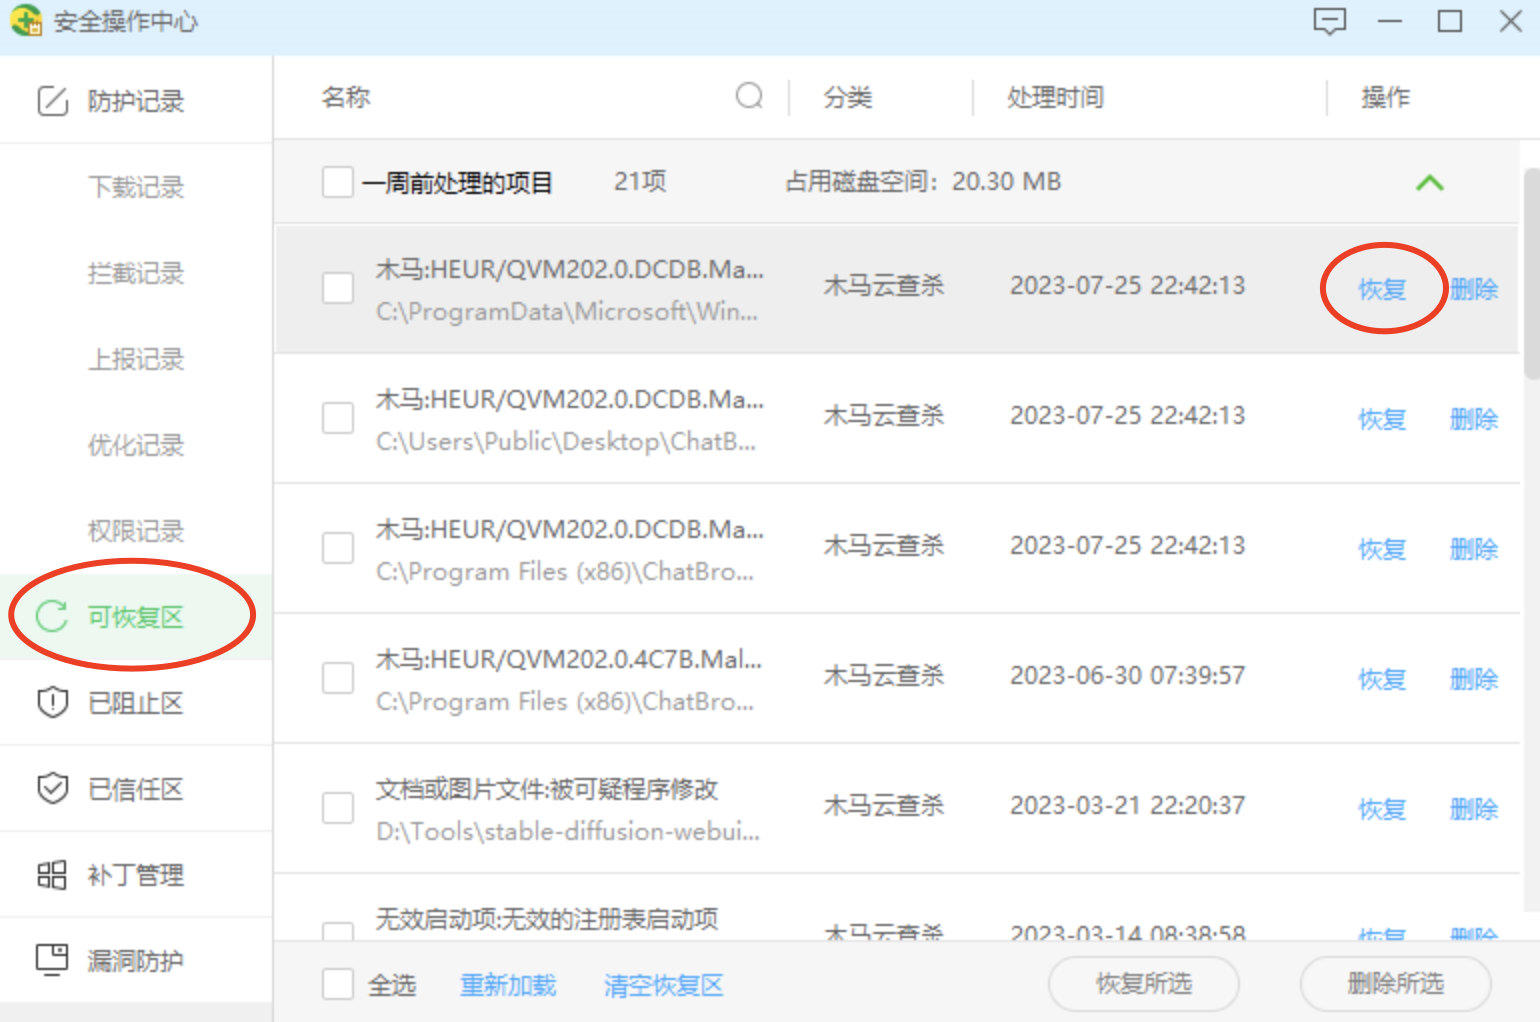 安全操作中心
防护记录
下载记录
拦截记录
上报记录
优化记录
权限记录
可恢复区
已阻止区
已信任区
补丁管理
漏洞防护
名称 分类 处理时间 操作
一周前处理的项目 21项 占用磁盘空间：20.30 MB
木马:HEUR/QVM202.0.DCDB.Ma... 木马云查杀 2023-07-25 22:42:13 恢复 删除
C:\ProgramData\Microsoft\Win...
木马:HEUR/QVM202.0.DCDB.Ma... 木马云查杀 2023-07-25 22:42:13 恢复 删除
C:\Users\Public\Desktop\ChatB...
木马:HEUR/QVM202.0.DCDB.Ma... 木马云查杀 2023-07-25 22:42:13 恢复 删除
C:\Program Files (x86)\ChatBro...
木马:HEUR/QVM202.0.4C7B.Mal... 木马云查杀 2023-06-30 07:39:57 恢复 删除
C:\Program Files (x86)\ChatBro...
文档或图片文件:被可疑程序修改 木马云查杀 2023-03-21 22:20:37 恢复 删除
D:\Tools\stable-diffusion-webui...
无效启动项:无效的注册表启动项 木马云查杀 2023-03-14 08:38:58 恢复 删除
全选 重新加载 清空恢复区 恢复所选 删除所选